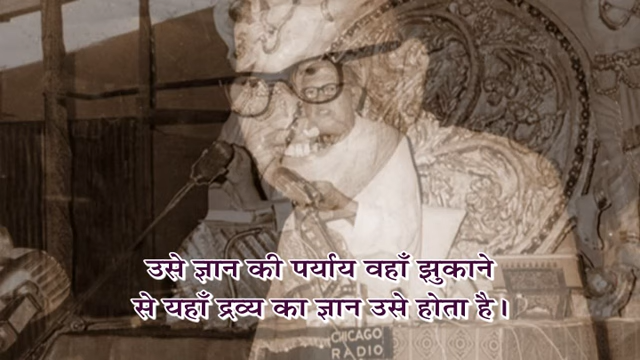 उसे ज्ञान की पर्याय वहाँ झुकाने
से यहाँ द्रव्य का ज्ञान उसे होता है।
CHICAGO
RADIO